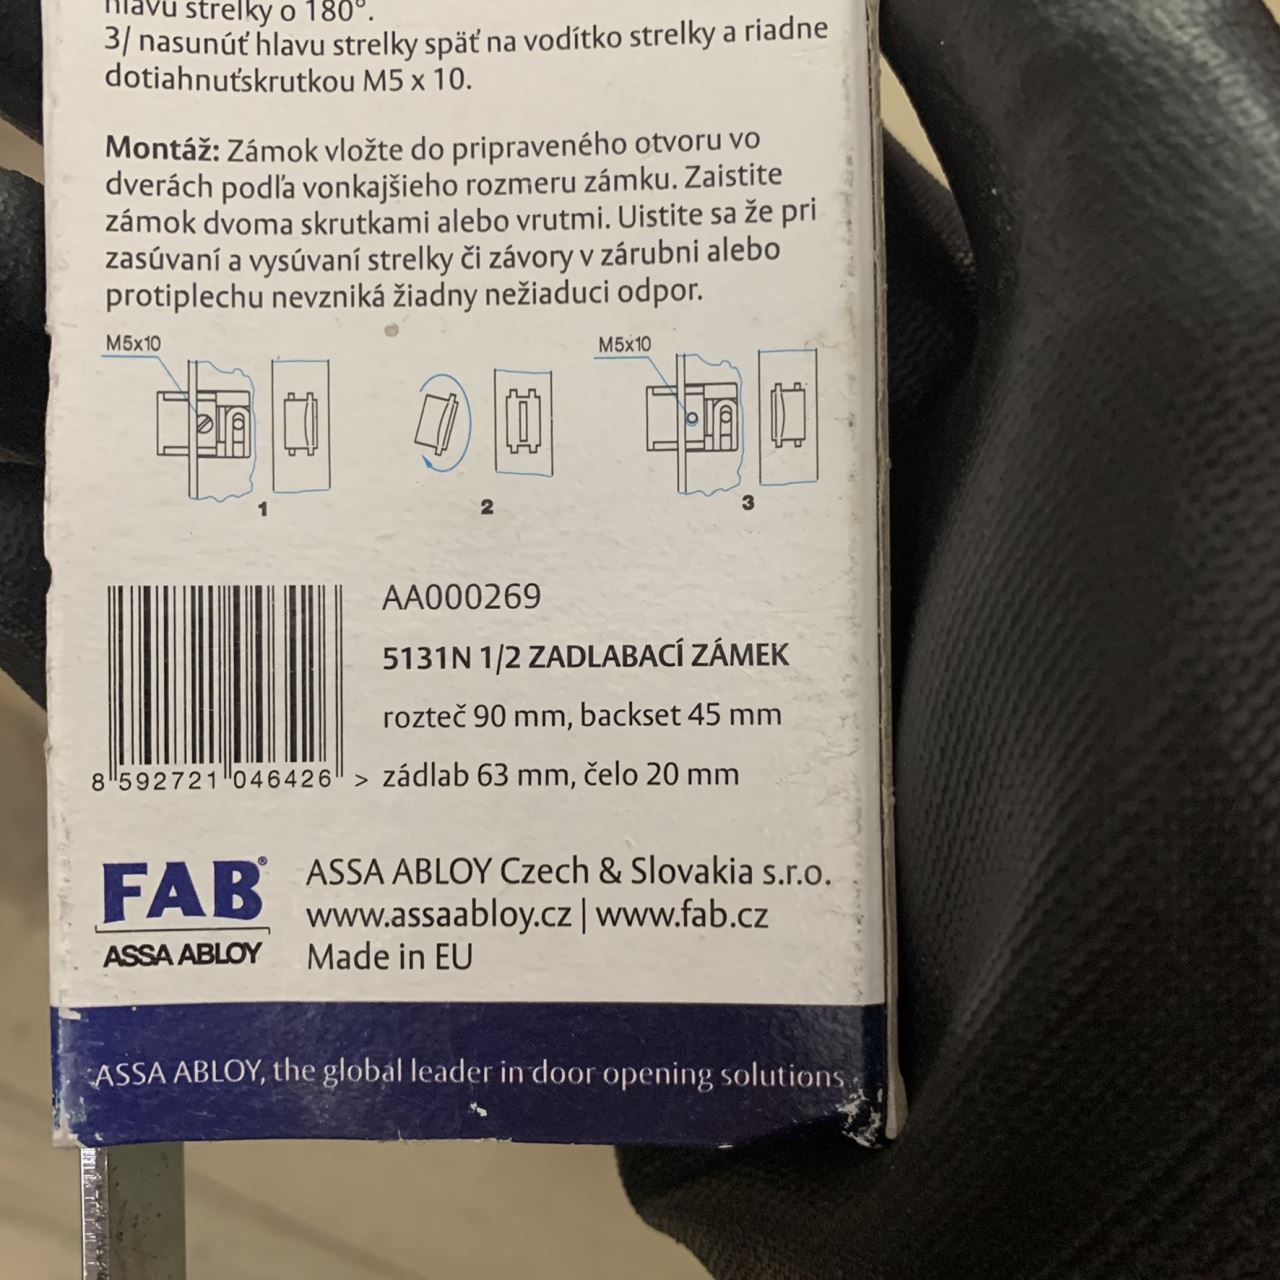 hlavu strelky o 180°.
3/ nasunúť hlavu strelky späť na vodítko strelky a riadne
dotiahnuťskrutkou M5 x 10.
Montáž: Zámok vložte do pripraveného otvoru vo
dverách podľa vonkajšieho rozmeru zámku. Zaistite
zámok dvoma skrutkami alebo vrutmi. Uistite sa že pri
zasúvaní a vysúvaní strelky či závory v zárubni alebo
protiplechu nevzniká žiadny nežiaduci odpor.
M5x10
M5x10
1
2
3
AA000269
5131N 1/2 ZADLABACÍ ZÁMEK
rozteč 90 mm, backset 45 mm
zádlab 63 mm, čelo 20 mm
8 592721 046426 >
FAB®
ASSA ABLOY
ASSA ABLOY Czech & Slovakia s.r.o.
www.assaabloy.cz | www.fab.cz
Made in EU
ASSA ABLOY, the global leader in door opening solutions